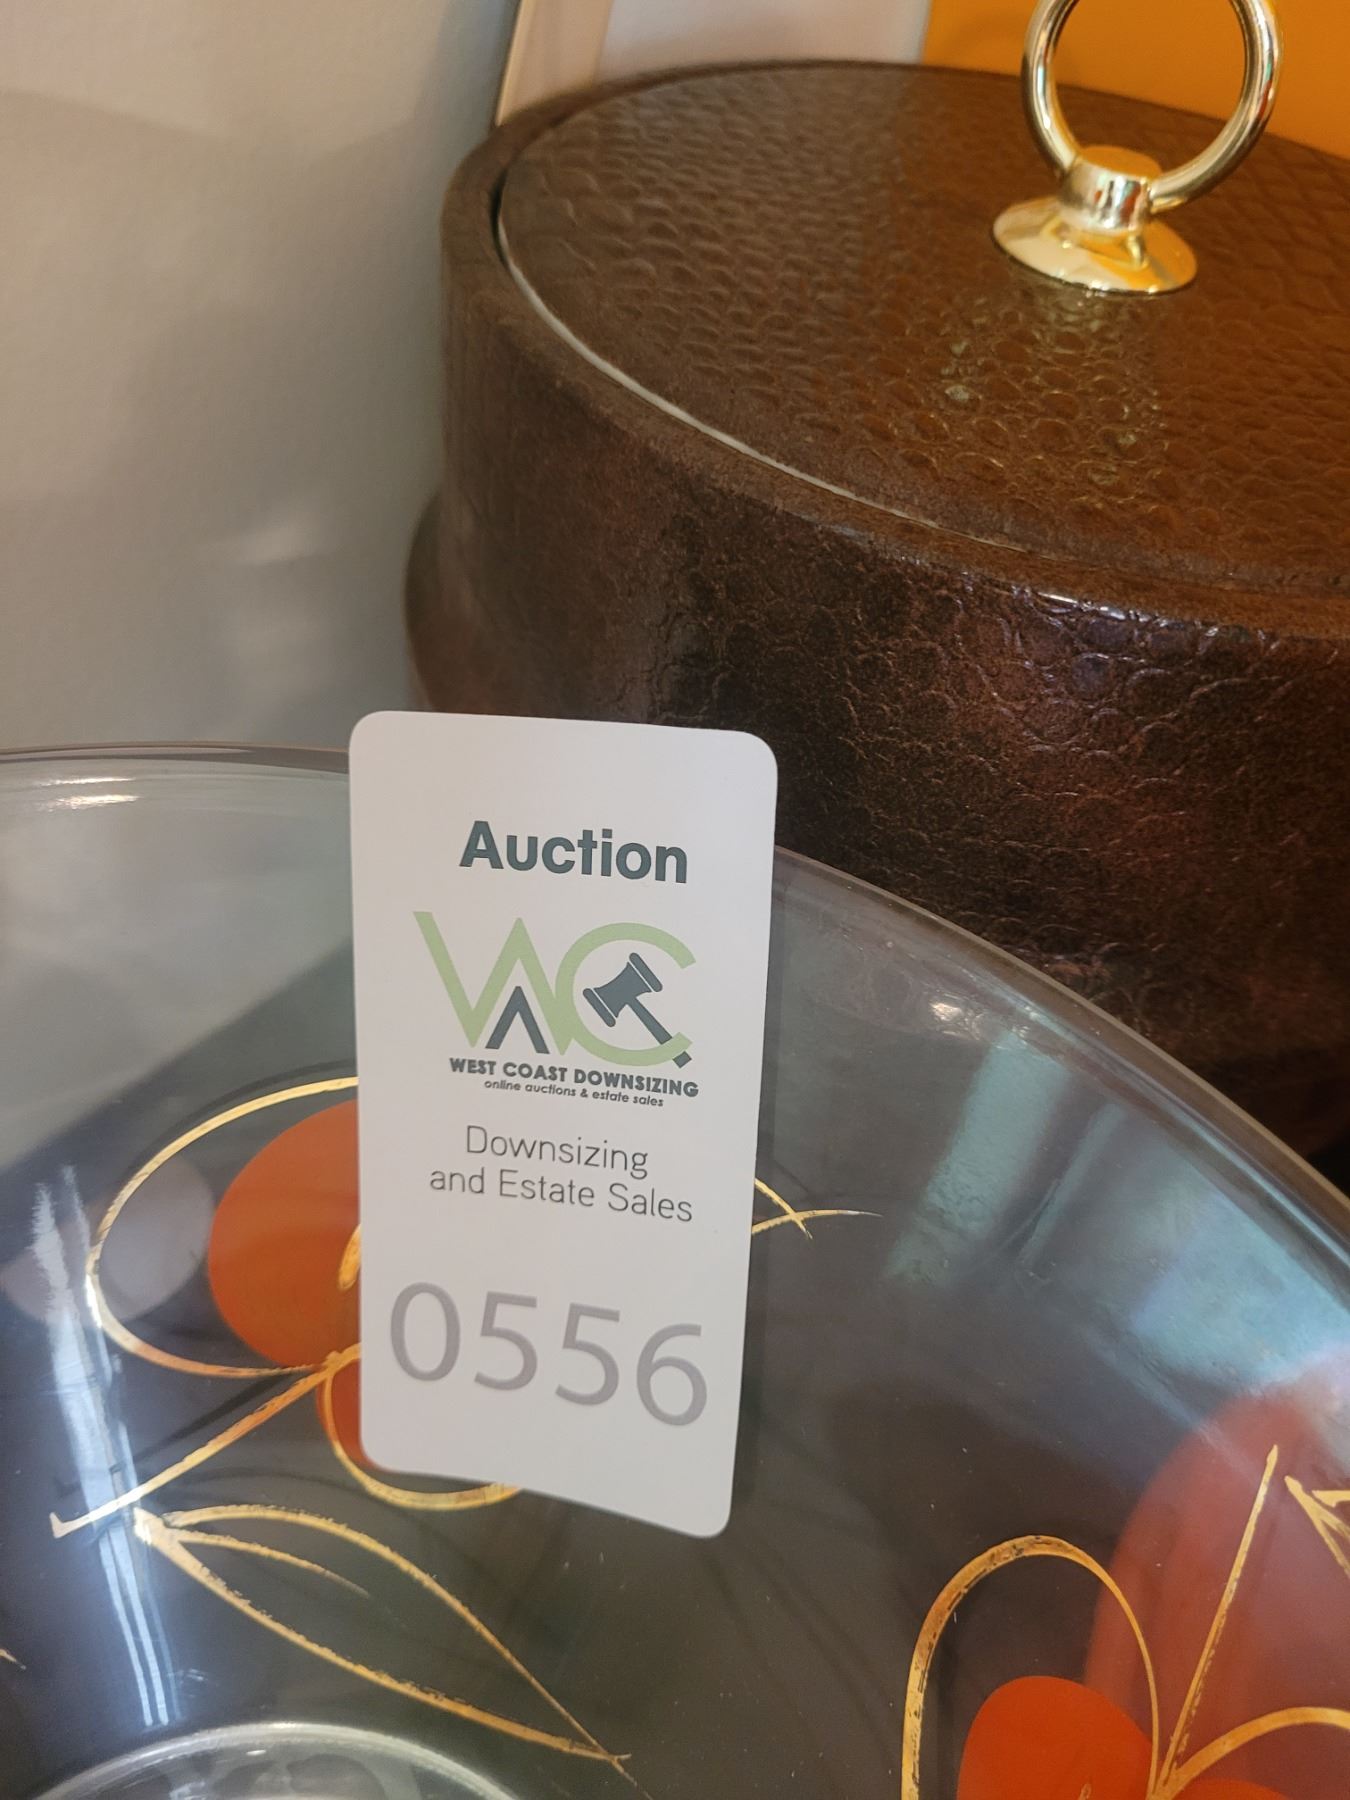 Auction
WC
WEST COAST DOWNSIZING
online auctions & estate sales
Downsizing
and Estate Sales
0556